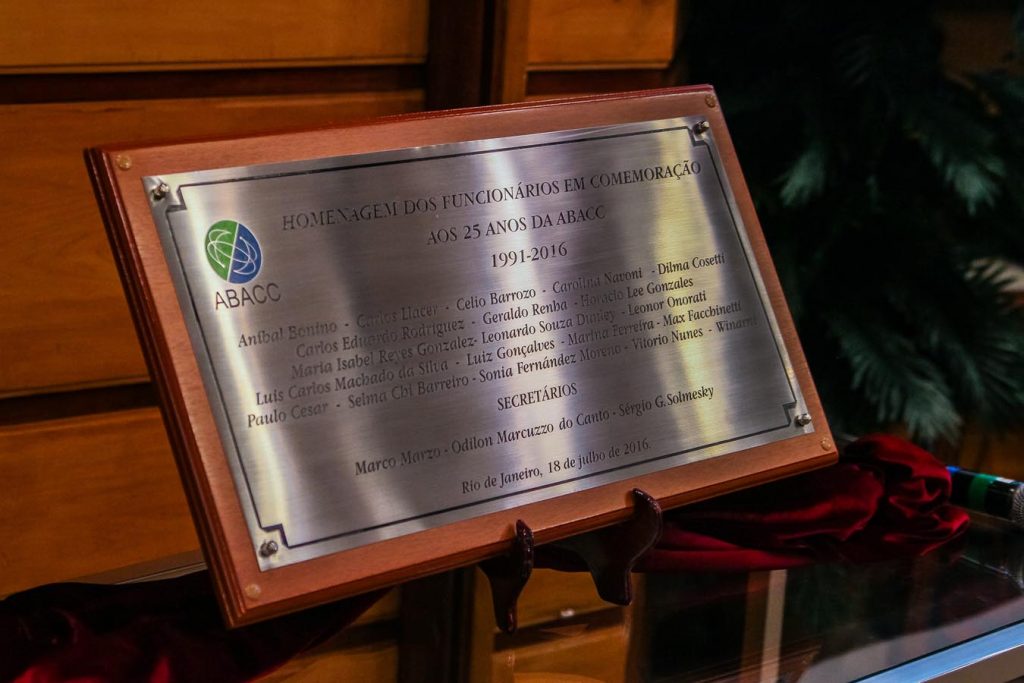 HOMENAGEM DOS FUNCIONÁRIOS EM COMEMORAÇÃO
AOS 25 ANOS DA ABACC
1991-2016
ABACC
Aníbal Bonino - Carlos Llacer - Celio Barrozo - Carolina Navoni - Dilma Cosetti
Carlos Eduardo Rodriguez - Geraldo Renha - Horacio Lee Gonzales
Maria Isabel Reyes Gonzalez- Leonardo Souza Dunley - Leonor Onorati
Luis Carlos Machado da Silva - Luiz Gonçalves - Marina Ferreira - Max Facchinetti
Paulo Cesar - Selma Chi Barreiro - Sonia Fernández Moreno - Vitorio Nunes -
SECRETÁRIOS
Marco Marzo - Odilon Marcuzzo do Canto - Sérgio G.Solmesky
Rio de Janeiro, 18 de julho de 2016.